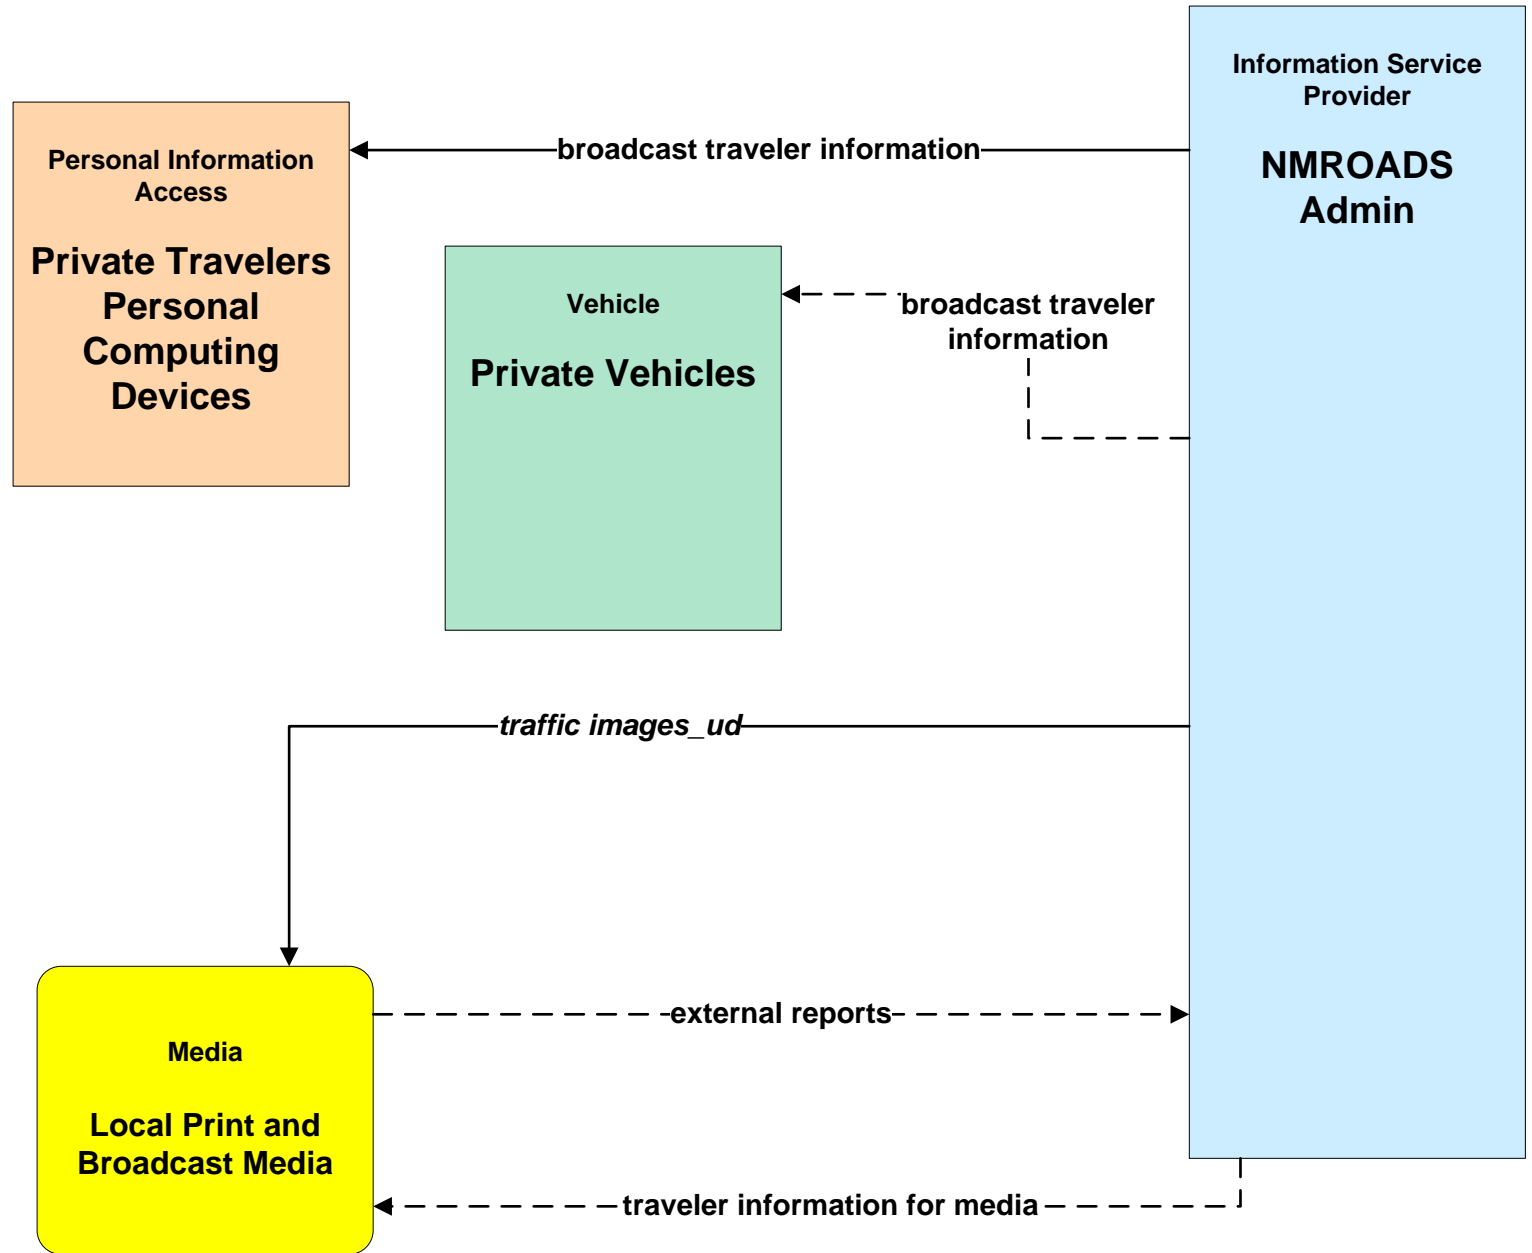 Information Service
Provider
NMROADS
Admin
broadcast traveler information
Personal Information
Access
Private Travelers
Personal
Computing
Devices
Vehicle
Private Vehicles
broadcast traveler
information
traffic images_ud
external reports
Media
Local Print and
Broadcast Media
traveler information for media